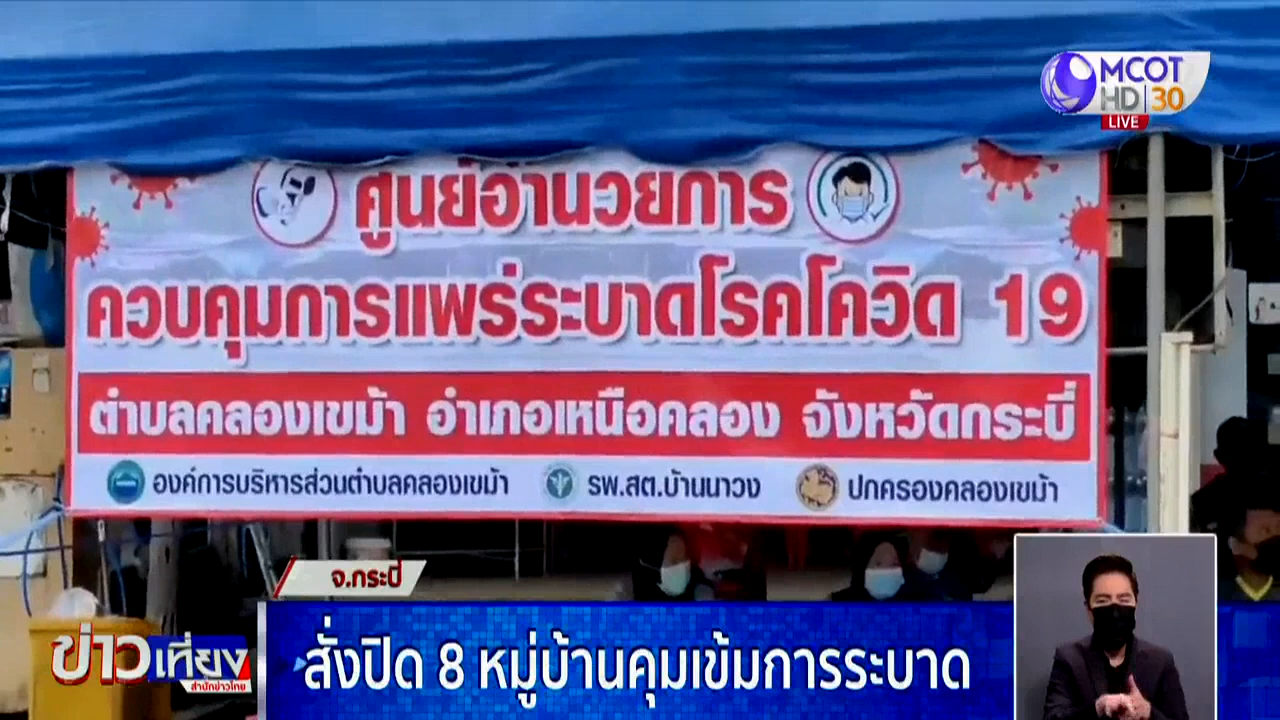 MCOT
HD 30
LIVE
ศูนย์อำนวยการ
ควบคุมการแพร่ระบาดโรคโควิด 19
ตำบลคลองเขม้า อำเภอเหนือคลอง จังหวัดกระบี่
องค์การบริหารส่วนตำบลคลองเขม้า รพ.สต.บ้านนาวง ปกครองคลองเขม้า
จ.กระบี่
สั่งปิด 8 หมู่บ้านคุมเข้มการระบาด
ข่าวเที่ยง
สำนักข่าวไทย